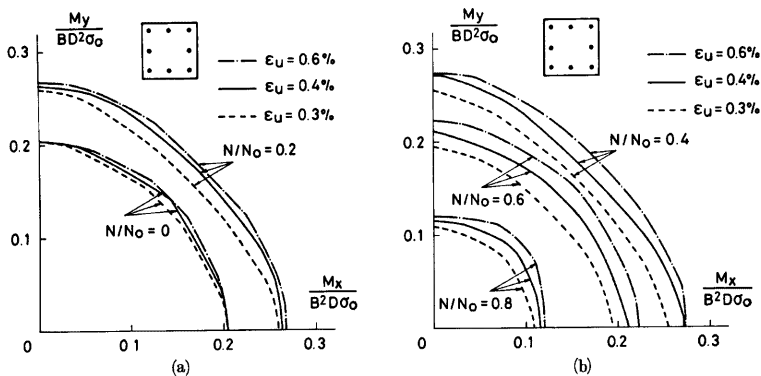 My
BD²σo
0.3
0.2
0.1
0
0 1
0.2
0.3
εu = 0.6%
εu = 0.4%
εu = 0.3%
N/No = 0.2
N/No = 0
Mx
B²Dσo
(a)
My
BD²σo
0.3
0.2
0.1
0
0.1
0.2
0.3
εu = 0.6%
εu = 0.4%
εu = 0.3%
N/No = 0.4
N/No = 0.6
N/No = 0.8
Mx
B²Dσo
(b)